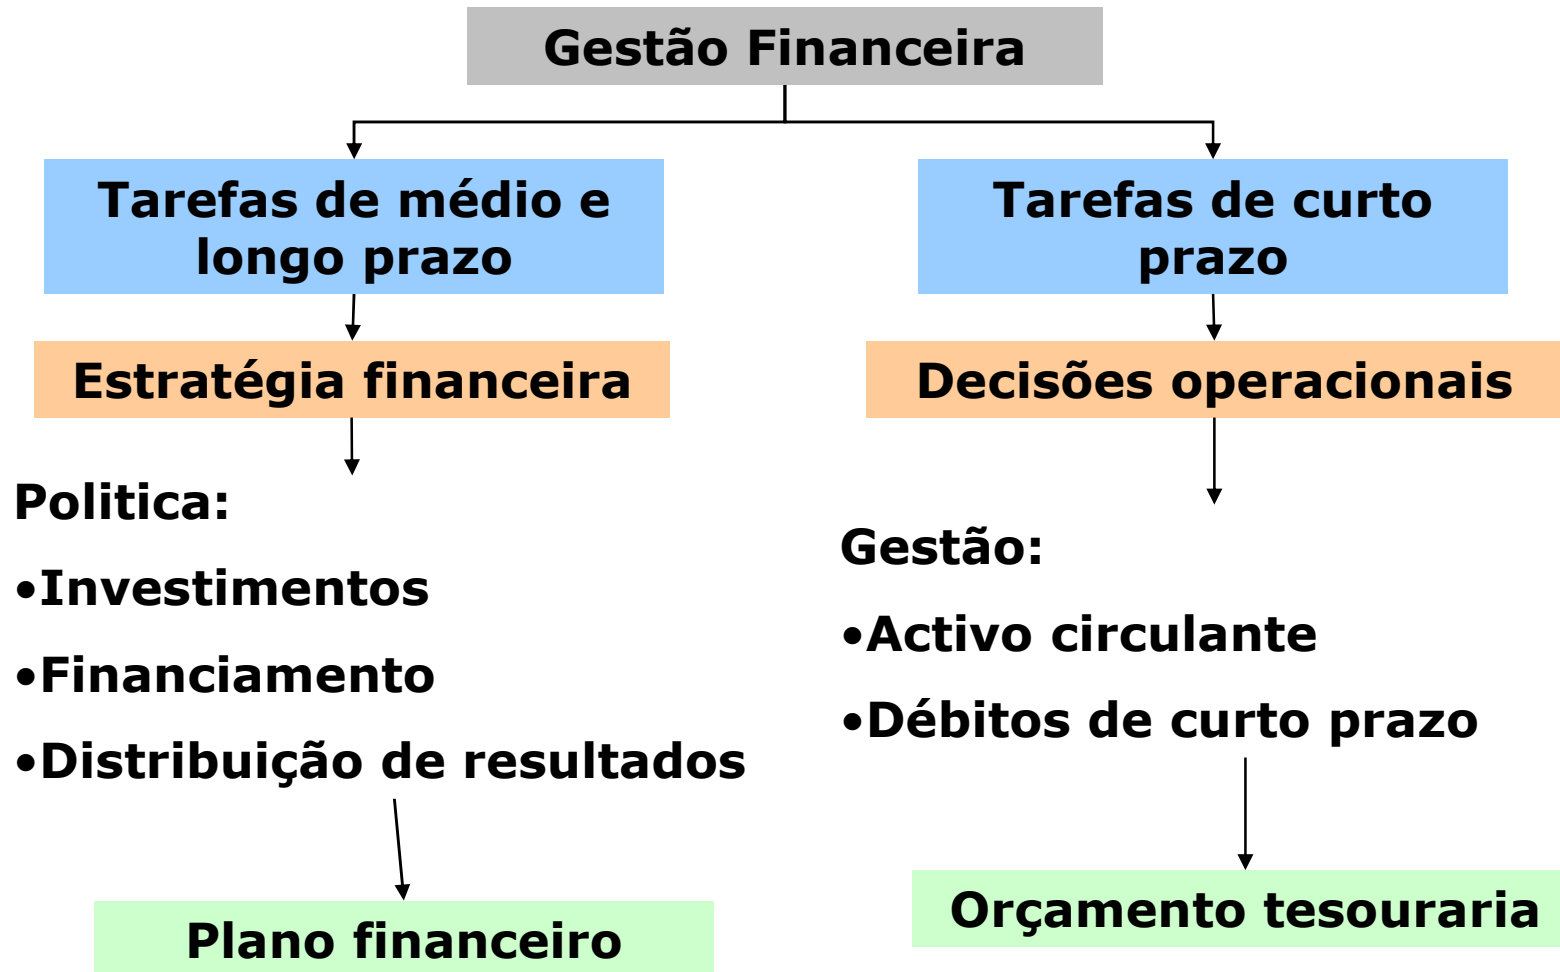 Gestão Financeira
Tarefas de médio e
longo prazo
Estratégia financeira
Politica:
•Investimentos
•Financiamento
•Distribuição de resultados
Plano financeiro
Tarefas de curto
prazo
Decisões operacionais
Gestão:
•Activo circulante
•Débitos de curto prazo
Orçamento tesouraria